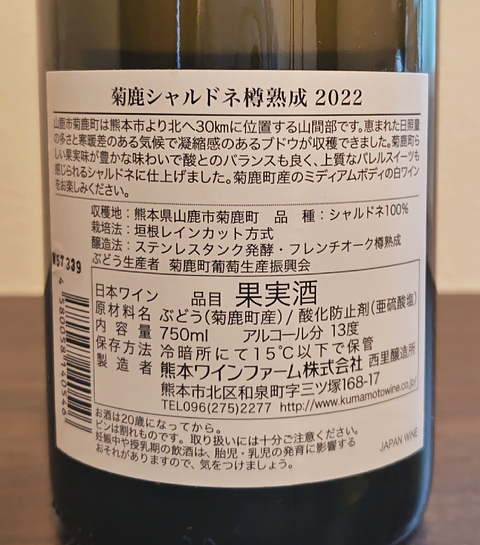 菊鹿シャルドネ樽熟成 2022
山鹿市菊鹿町は熊本市より北へ30kmに位置する山間部です。恵まれた日照量
の多さと寒暖差のある気候で凝縮感のあるブドウが収穫できました。菊鹿町らし
い果実味が豊かな味わいで酸とのバランスも良く、上質なバレルスイーツも
感じられるシャルドネに仕上げました。菊鹿町産のミディアムボディの白ワイン
をお楽しみください。
収穫地：熊本県山鹿市菊鹿町 品　種：シャルドネ100%
栽培法：垣根レインカット方式
醸造法：ステンレスタンク発酵・フレンチオーク樽熟成
ぶどう生産者 菊鹿町葡萄生産振興会
日本ワイン 品目 果実酒
原材料名 ぶどう(菊鹿町産)/酸化防止剤(亜硫酸塩)
内 容 量 750ml アルコール分 13度
保存方法 冷暗所にて15℃以下で保管
製 造 者 熊本ワインファーム株式会社 西里醸造所
熊本市北区和泉町字三ツ塚168-17
TEL096(275)2277 http://www.kumamotowine.co.jp
お酒は20歳になってから。
ビンは割れものです。取り扱いには十分ご注意ください。
妊娠中や授乳期の飲酒は、胎児・乳児の発育に影響する
おそれがありますので、気をつけましょう。
JAPAN WINE
4 580058 140546